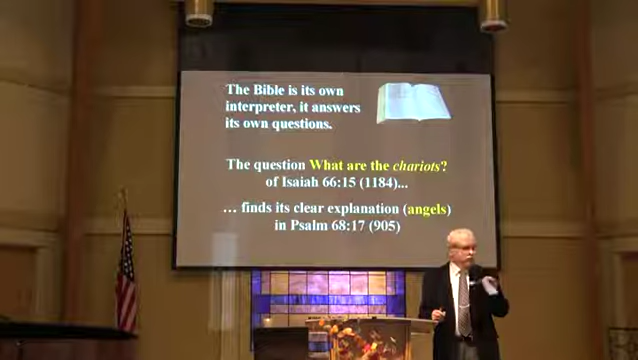 The Bible is its own
interpreter, it answers
its own questions.
The question What are the chariots?
of Isaiah 66:15 (1184)...
... finds its clear explanation (angels)
in Psalm 68:17 (905)